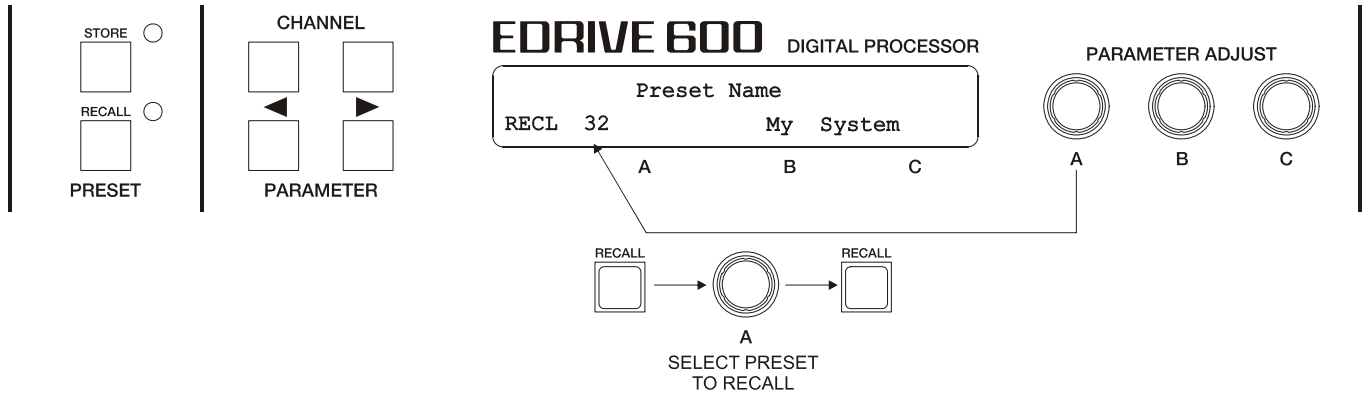 STORE
RECALL
PRESET
CHANNEL
PARAMETER
EDRIVE 600 DIGITAL PROCESSOR
Preset Name
RECL 32 My System
A B C
PARAMETER ADJUST
A B C
RECALL RECALL
A
SELECT PRESET
TO RECALL